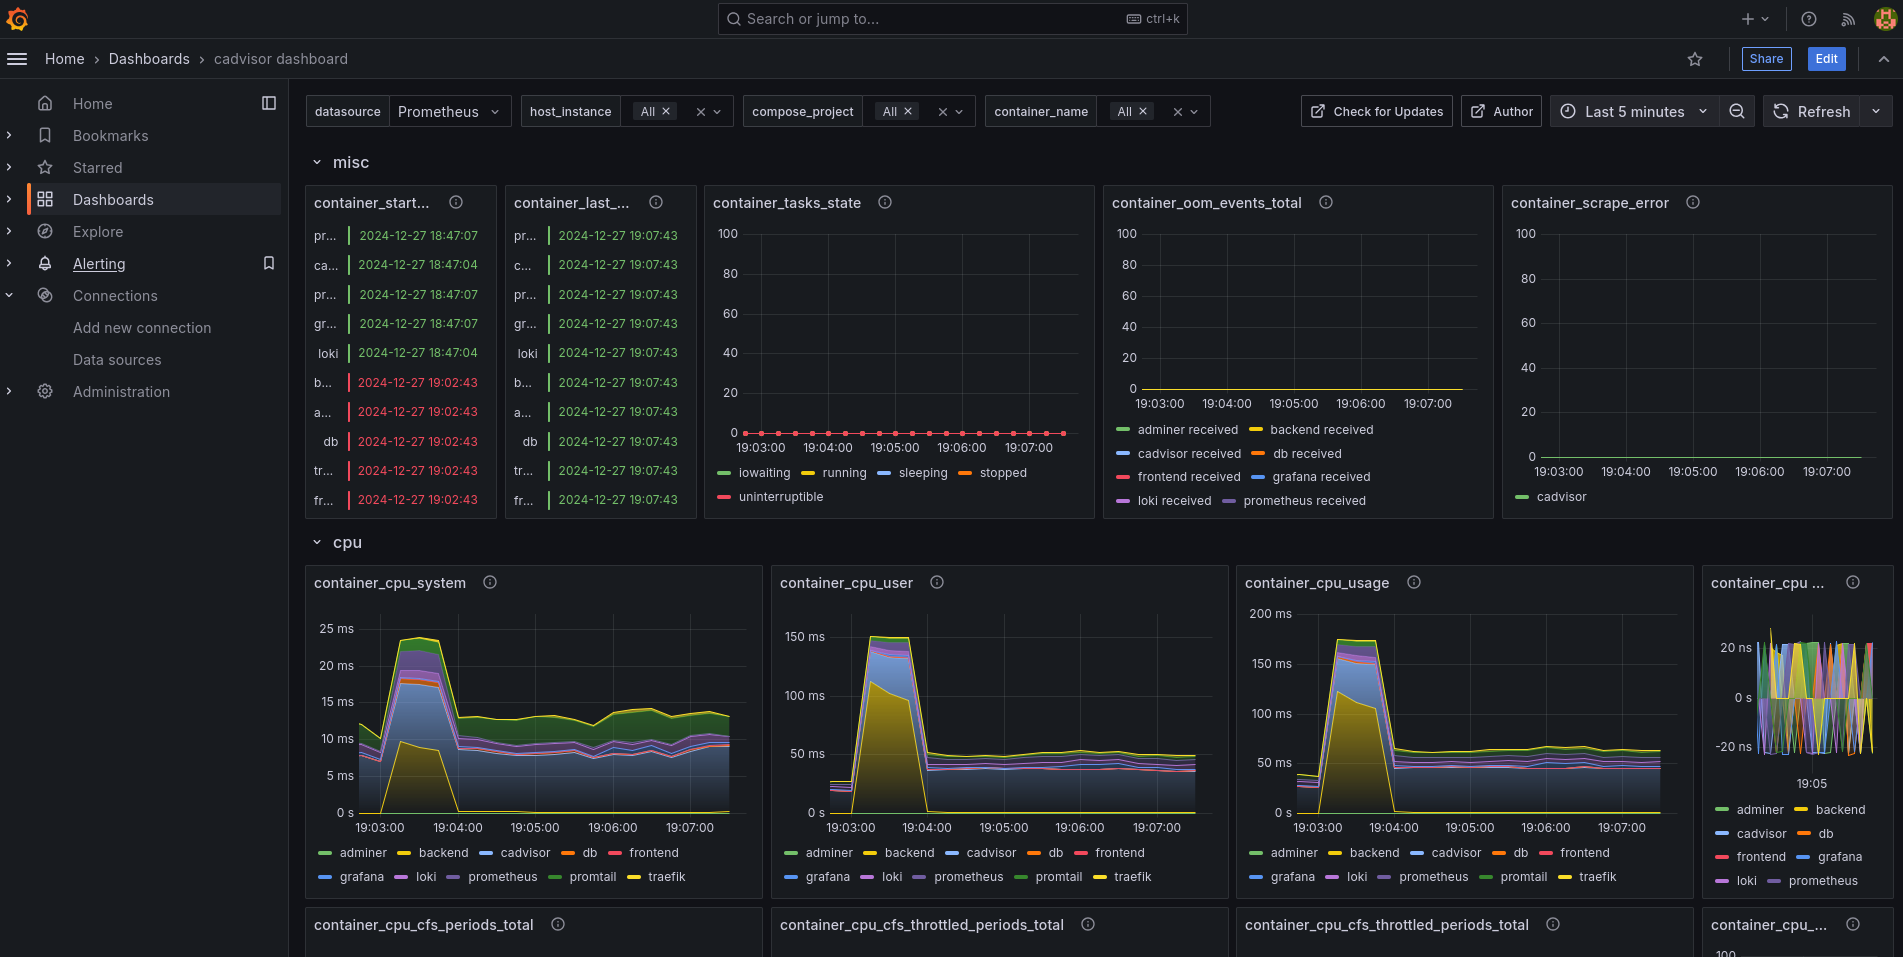 Search or jump to...
ctrl+k
Home › Dashboards › cadvisor dashboard
Share
Edit
Home
Bookmarks
Starred
Dashboards
Explore
Alerting
Connections
Add new connection
Data sources
Administration
datasource Prometheus host_instance All compose_project All container_name All
Check for Updates Author Last 5 minutes Refresh
misc
container_start...
pr... 2024-12-27 18:47:07
ca... 2024-12-27 18:47:04
pr... 2024-12-27 18:47:07
gr... 2024-12-27 18:47:07
loki 2024-12-27 18:47:04
b... 2024-12-27 19:02:43
a... 2024-12-27 19:02:43
db 2024-12-27 19:02:43
tr... 2024-12-27 19:02:43
fr... 2024-12-27 19:02:43
container_last_...
pr... 2024-12-27 19:07:43
c... 2024-12-27 19:07:43
pr... 2024-12-27 19:07:43
gr... 2024-12-27 19:07:43
loki 2024-12-27 19:07:43
b... 2024-12-27 19:07:43
a... 2024-12-27 19:07:43
db 2024-12-27 19:07:43
tr... 2024-12-27 19:07:43
fr... 2024-12-27 19:07:43
container_tasks_state
100
80
60
40
20
0
19:03:00 19:04:00 19:05:00 19:06:00 19:07:00
iowaiting running sleeping stopped
uninterruptible
container_oom_events_total
100
80
60
40
20
0
19:03:00 19:04:00 19:05:00 19:06:00 19:07:00
adminer received backend received
cadvisor received db received
frontend received grafana received
loki received prometheus received
container_scrape_error
100
80
60
40
20
0
19:03:00 19:04:00 19:05:00 19:06:00 19:07:00
cadvisor
cpu
container_cpu_system
25 ms
20 ms
15 ms
10 ms
5 ms
0 s
19:03:00 19:04:00 19:05:00 19:06:00 19:07:00
adminer backend cadvisor db frontend
grafana loki prometheus promtail traefik
container_cpu_user
150 ms
100 ms
50 ms
0 s
19:03:00 19:04:00 19:05:00 19:06:00 19:07:00
adminer backend cadvisor db frontend
grafana loki prometheus promtail traefik
container_cpu_usage
200 ms
150 ms
100 ms
50 ms
0 s
19:03:00 19:04:00 19:05:00 19:06:00 19:07:00
adminer backend cadvisor db frontend
grafana loki prometheus promtail traefik
container_cpu ...
20 ns
0 s
-20 ns
19:05
adminer backend
cadvisor db
frontend grafana
loki prometheus
container_cpu_cfs_periods_total
container_cpu_cfs_throttled_periods_total
container_cpu_cfs_throttled_periods_total
container_cpu_...
100